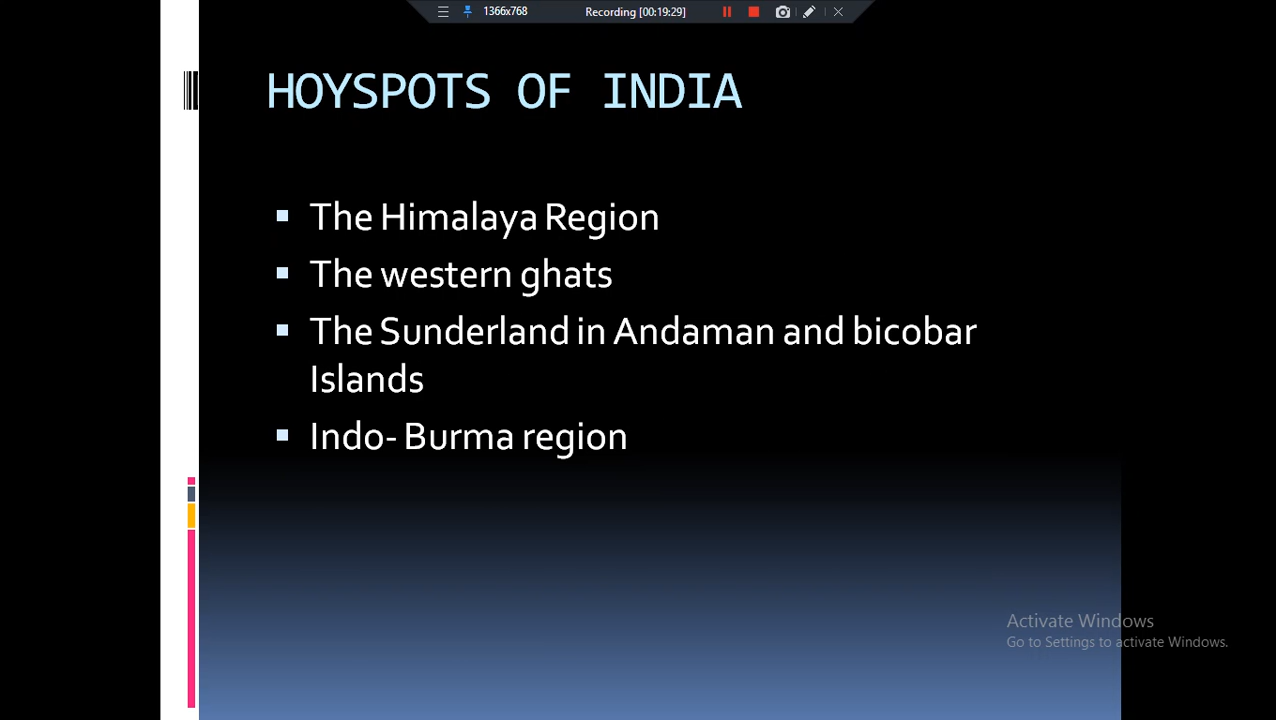 1366x768 Recording [00:19:29]
HOYSPOTS OF INDIA
The Himalaya Region
The western ghats
The Sunderland in Andaman and bicobar
Islands
Indo- Burma region
Activate Windows
Go to Settings to activate Windows.